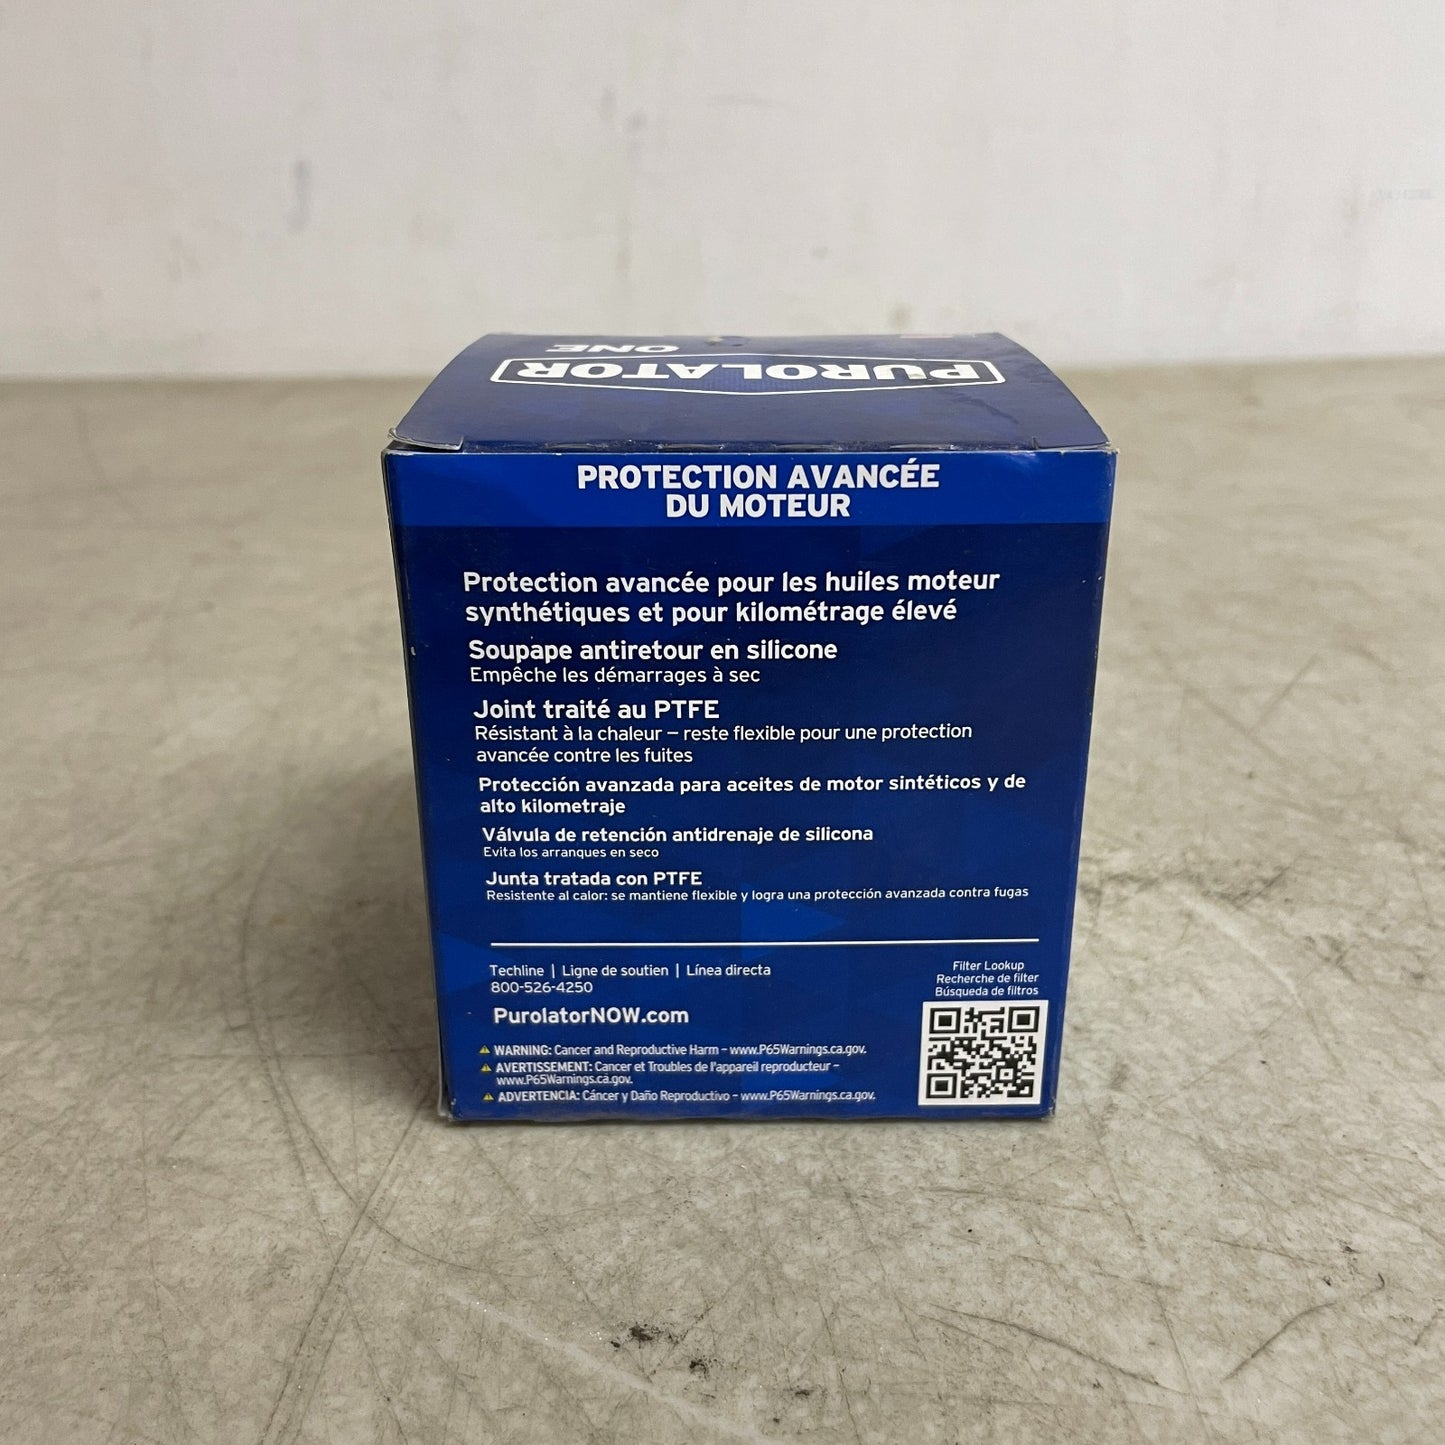 ONE
PUROLATOR
PROTECTION AVANCÉE
DU MOTEUR
Protection avancée pour les huiles moteur
synthétiques et pour kilométrage élevé
Soupape antiretour en silicone
Empêche les démarrages à sec
Joint traité au PTFE
Résistant à la chaleur – reste flexible pour une protection
avancée contre les fuites
Protección avanzada para aceites de motor sintéticos y de
alto kilometraje
Válvula de retención antidrenaje de silicona
Evita los arranques en seco
Junta tratada con PTFE
Resistente al calor: se mantiene flexible y logra una protección avanzada contra fugas
Techline | Ligne de soutien | Línea directa
800-526-4250
PurolatorNOW.com
Filter Lookup
Recherche de filter
Búsqueda de filtros
WARNING: Cancer and Reproductive Harm – www.P65Warnings.ca.gov.
AVERTISSEMENT: Cancer et Troubles de l'appareil reproducteur –
www.P65Warnings.ca.gov.
ADVERTENCIA: Cáncer y Daño Reproductivo – www.P65Warnings.ca.gov.